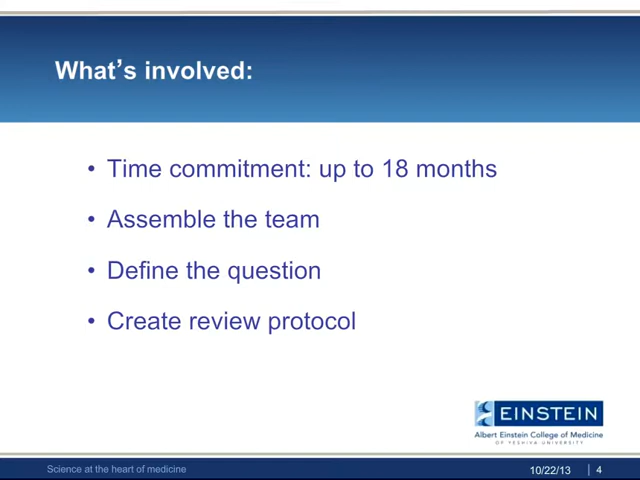 What’s involved:
• Time commitment: up to 18 months
• Assemble the team
• Define the question
• Create review protocol
EINSTEIN
Albert Einstein College of Medicine
OF YESHIVA UNIVERSITY
Science at the heart of medicine
10/22/13 | 4